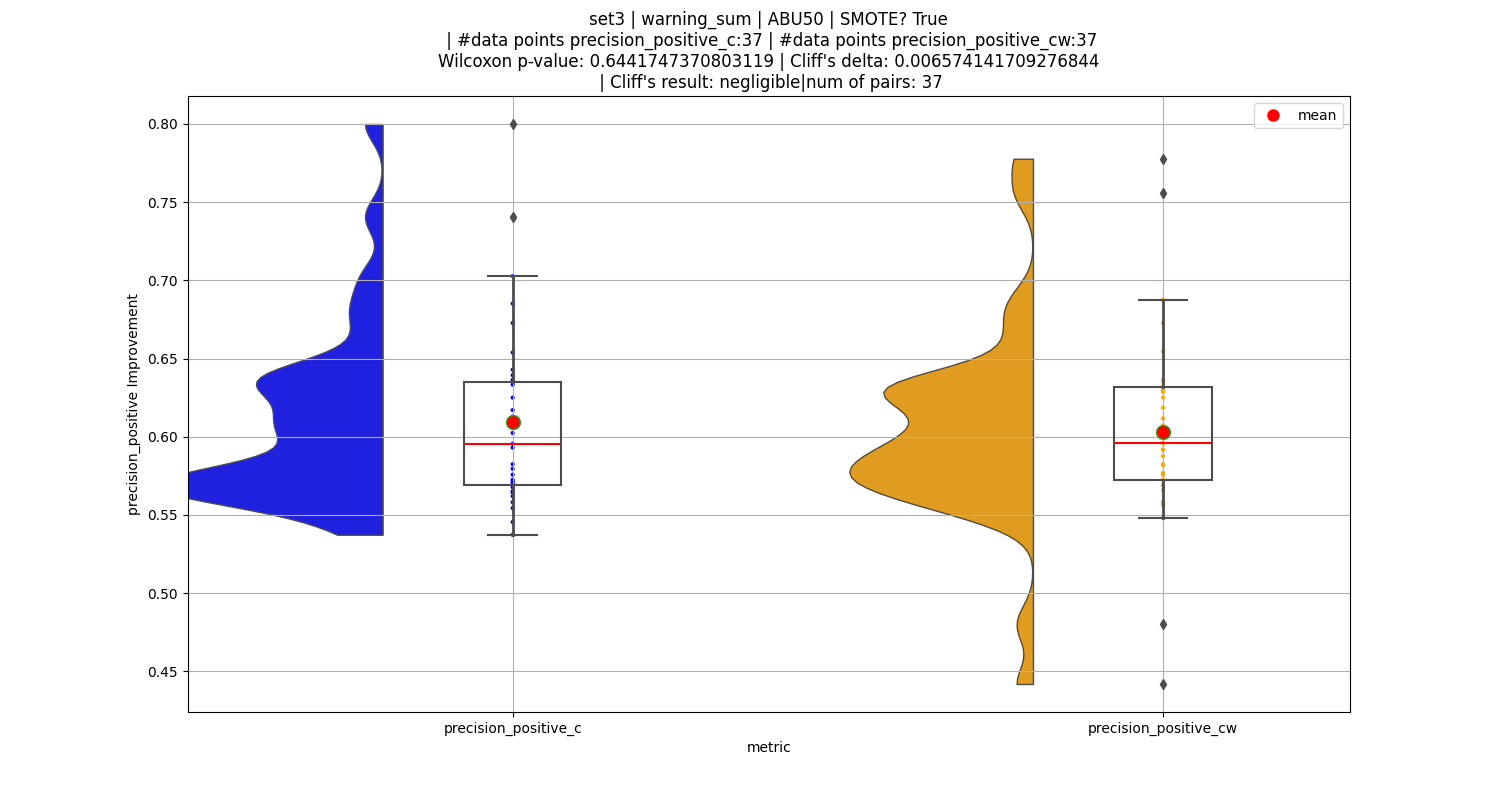 set3 | warning_sum | ABU50 | SMOTE? True
| #data points precision_positive_c:37 | #data points precision_positive_cw:37
Wilcoxon p-value: 0.6441747370803119 | Cliff's delta: 0.006574141709276844
| Cliff's result: negligible|num of pairs: 37
mean
0.80
0.75
0.70
0.65
0.60
0.55
0.50
0.45
precision_positive Improvement
precision_positive_c
precision_positive_cw
metric